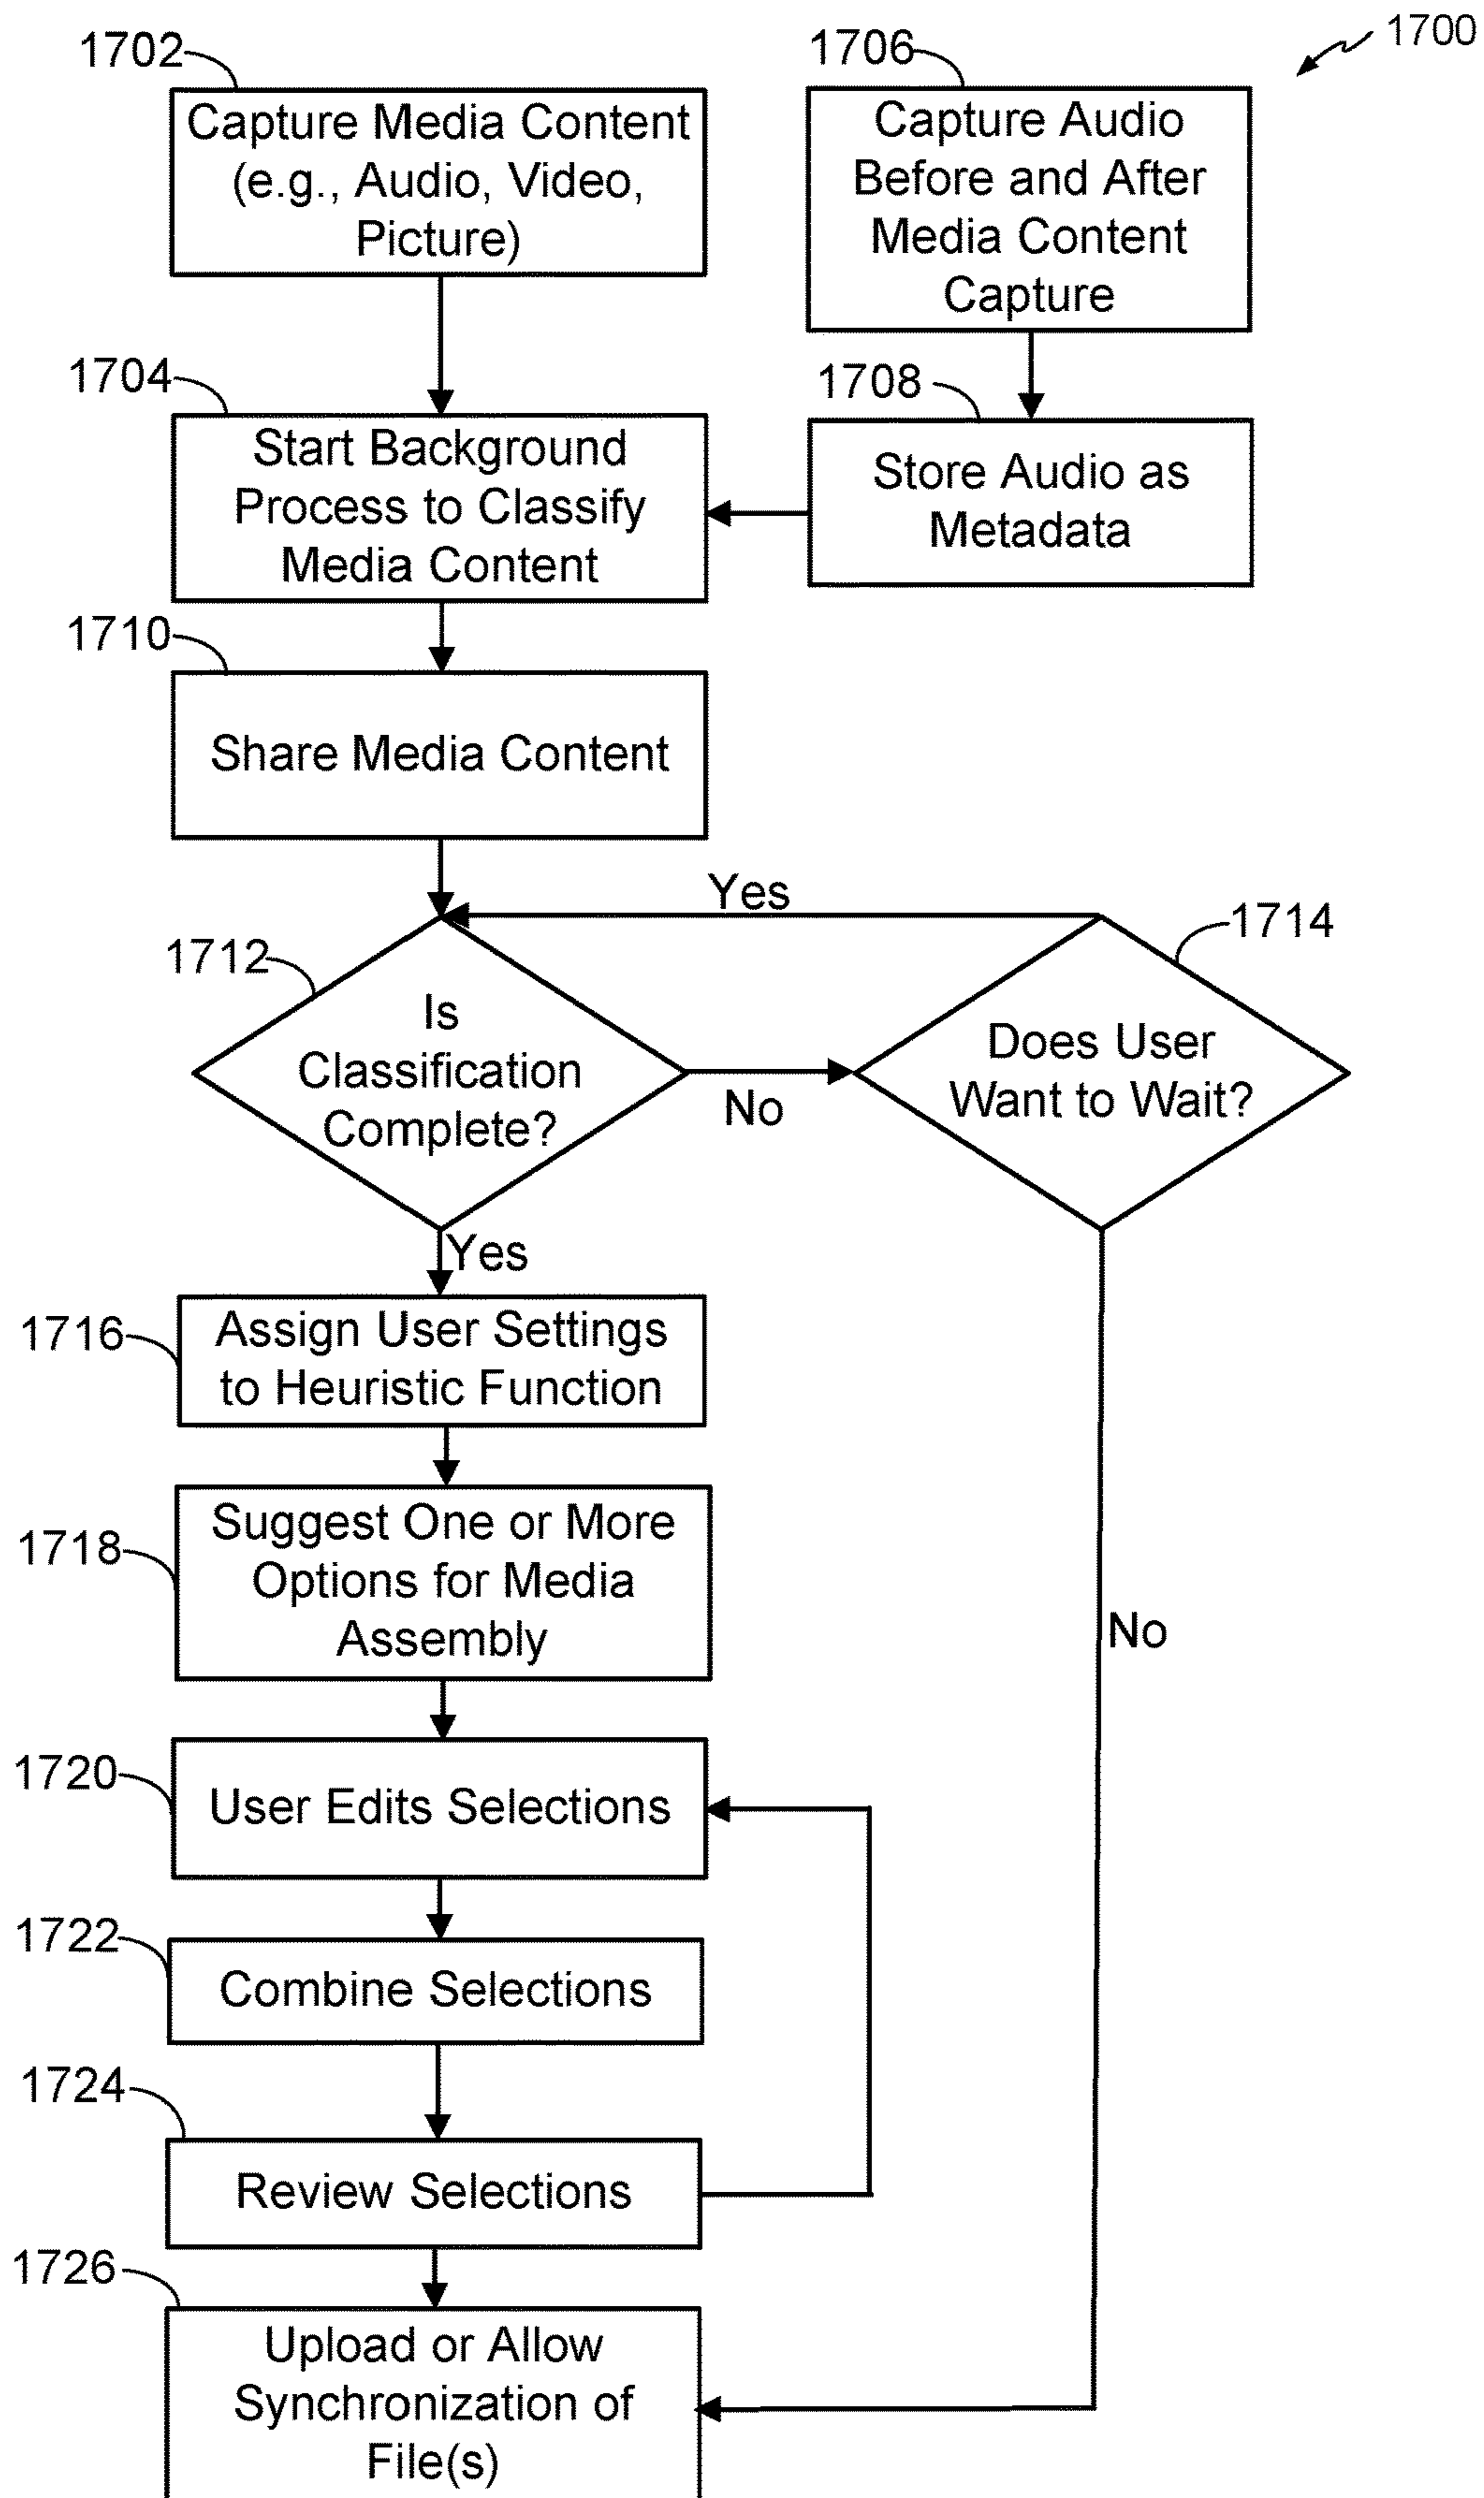 1702
1706
1700
Capture Media Content
(e.g., Audio, Video,
Picture)
Capture Audio
Before and After
Media Content
Capture
1704
1708
Start Background
Process to Classify
Media Content
Store Audio as
Metadata
1710
Share Media Content
Yes
1712
1714
Is
Classification
Complete?
No
Does User
Want to Wait?
Yes
1716
Assign User Settings
to Heuristic Function
1718
Suggest One or More
Options for Media
Assembly
No
1720
User Edits Selections
1722
Combine Selections
1724
Review Selections
1726
Upload or Allow
Synchronization of
File(s)